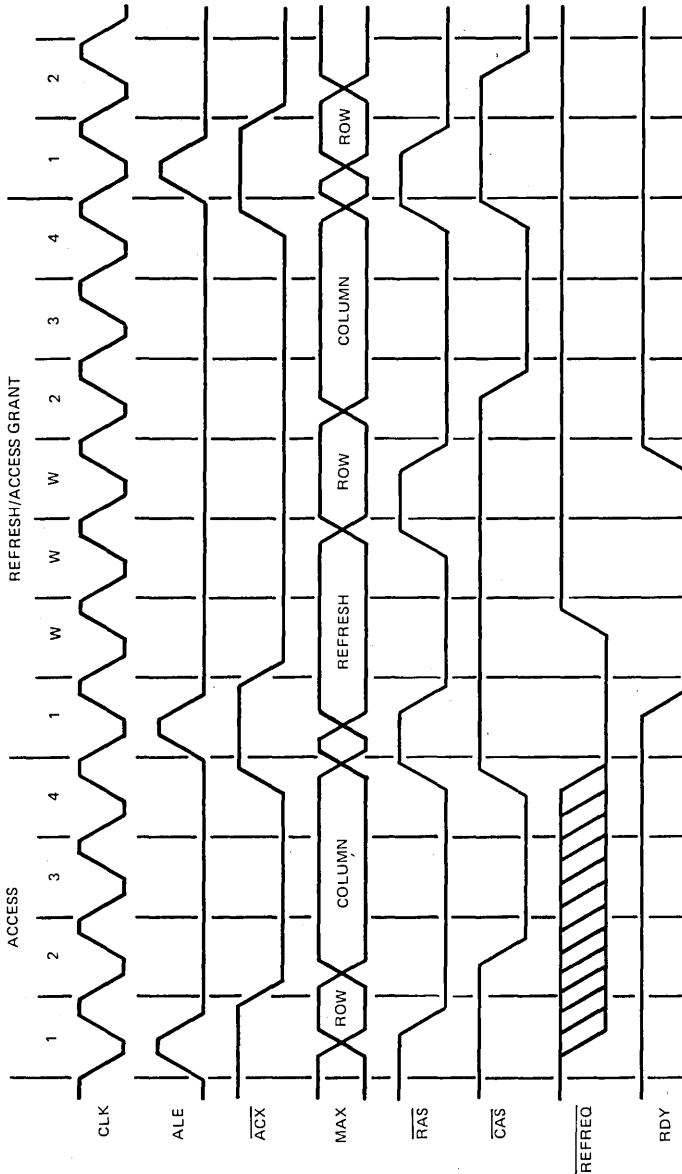 ACCESS
REFRESH/ACCESS GRANT
1 2 3 4 1 W W W 2 3 4 1 2
CLK
ALE
ACX
MAX ROW COLUMN REFRESH ROW COLUMN ROW
RAS
CAS
REFREQ
RDY